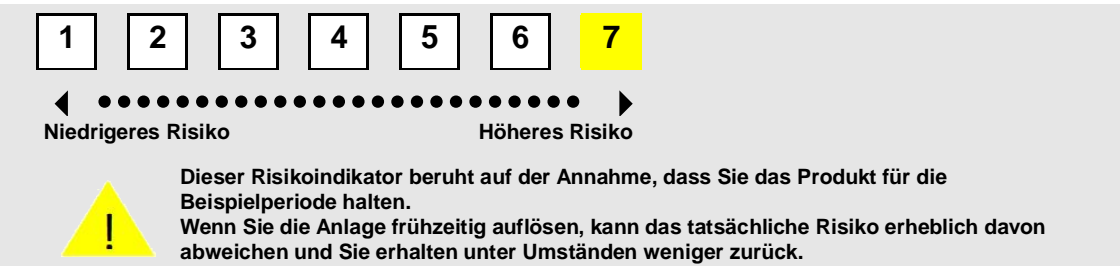 1 2 3 4 5 6 7
Niedrigeres Risiko Höheres Risiko
Dieser Risikoindikator beruht auf der Annahme, dass Sie das Produkt für die
Beispielperiode halten.
Wenn Sie die Anlage frühzeitig auflösen, kann das tatsächliche Risiko erheblich davon
abweichen und Sie erhalten unter Umständen weniger zurück.
!